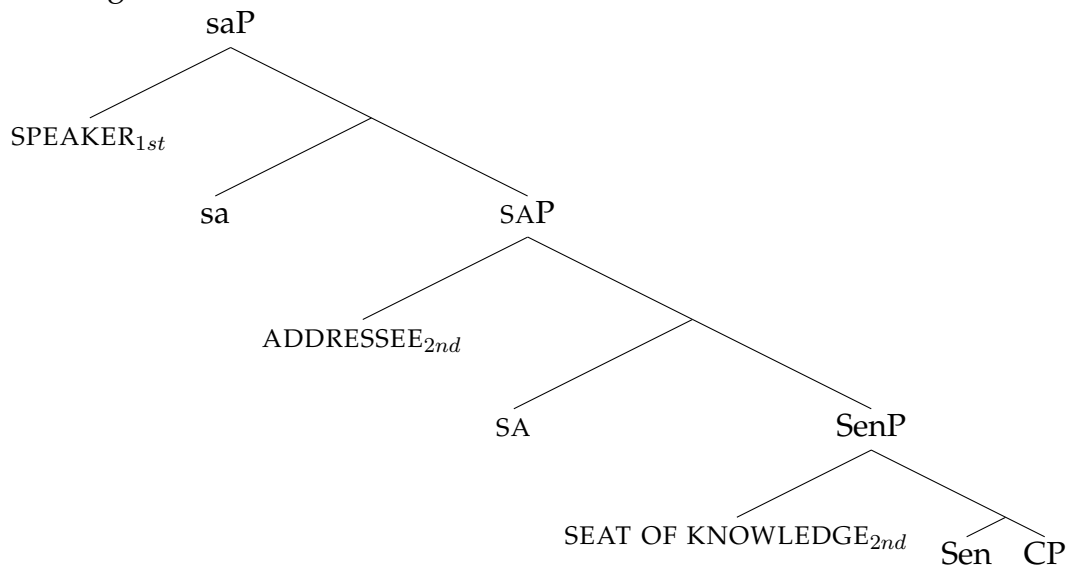 saP
SPEAKER1st
sa SAP
ADDRESSEE2nd
SA SenP
SEAT OF KNOWLEDGE2nd Sen CP